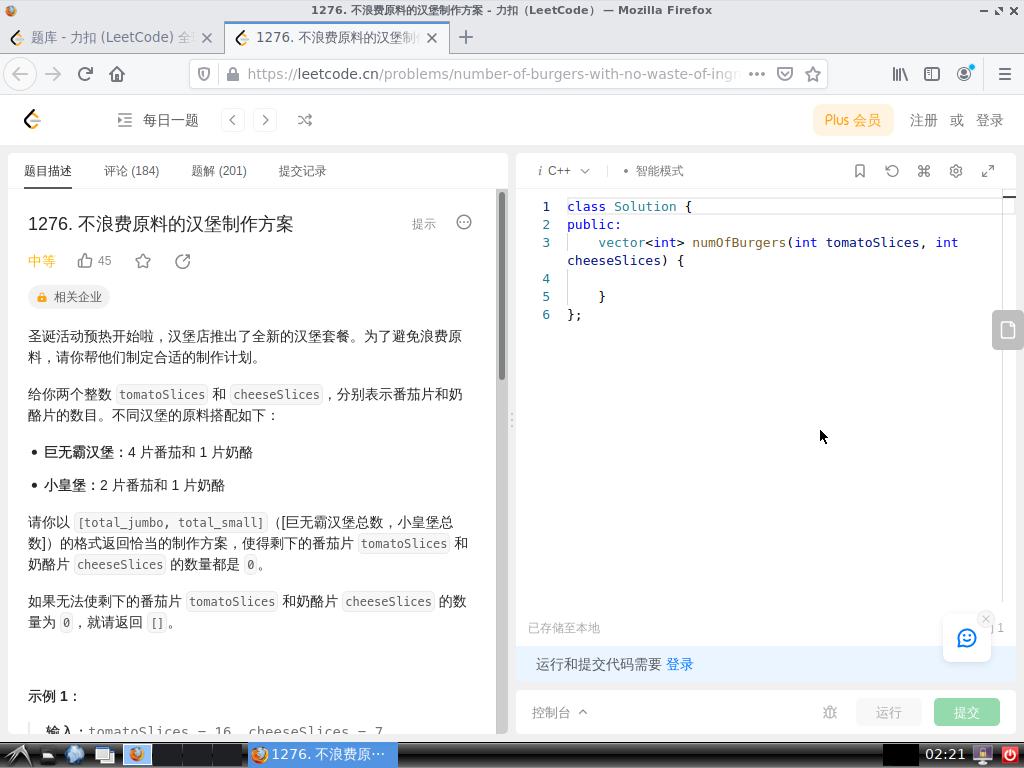 1276. 不浪费原料的汉堡制作方案 - 力扣（LeetCode） — Mozilla Firefox
题库 - 力扣 (LeetCode) 全
1276. 不浪费原料的汉堡制
https://leetcode.cn/problems/number-of-burgers-with-no-waste-of-ingr
每日一题
Plus 会员
注册 或 登录
题目描述
评论 (184)
题解 (201)
提交记录
i C++
• 智能模式
1276. 不浪费原料的汉堡制作方案
提示
中等
45
相关企业
圣诞活动预热开始啦，汉堡店推出了全新的汉堡套餐。为了避免浪费原
料，请你帮他们制定合适的制作计划。
给你两个整数 tomatoSlices 和 cheeseSlices，分别表示番茄片和奶
酪片的数目。不同汉堡的原料搭配如下：
• 巨无霸汉堡：4 片番茄和 1 片奶酪
• 小皇堡：2 片番茄和 1 片奶酪
请你以 [total_jumbo, total_small]（[巨无霸汉堡总数，小皇堡总
数]）的格式返回恰当的制作方案，使得剩下的番茄片 tomatoSlices 和
奶酪片 cheeseSlices 的数量都是 0。
如果无法使剩下的番茄片 tomatoSlices 和奶酪片 cheeseSlices 的数
量为 0，就请返回 []。
示例 1：
输入：tomatoSlices = 16, cheeseSlices = 7
1 class Solution {
2 public:
3 vector<int> numOfBurgers(int tomatoSlices, int
cheeseSlices) {
4
5 }
6 };
已存储至本地
1
运行和提交代码需要 登录
控制台
运行
提交
1276. 不浪费原···
02:21